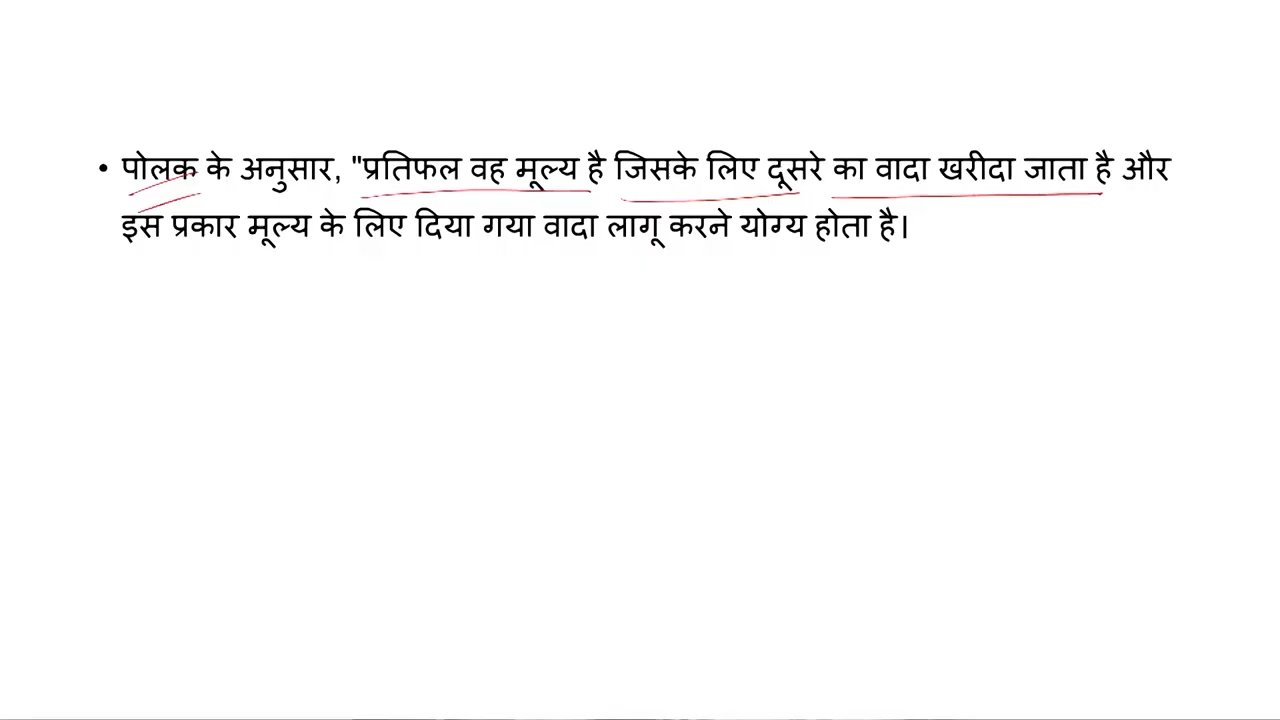 • पोलक के अनुसार, "प्रतिफल वह मूल्य है जिसके लिए दूसरे का वादा खरीदा जाता है और
इस प्रकार मूल्य के लिए दिया गया वादा लागू करने योग्य होता है।